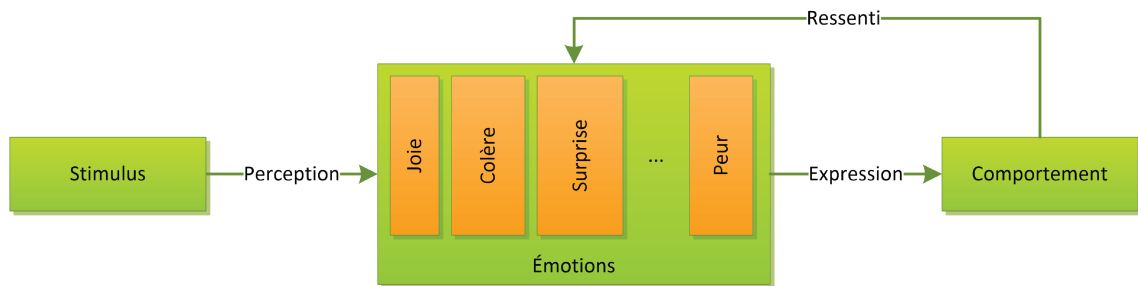 Ressenti
Stimulus
Perception
Joie
Colère
Surprise
...
Peur
Émotions
Expression
Comportement